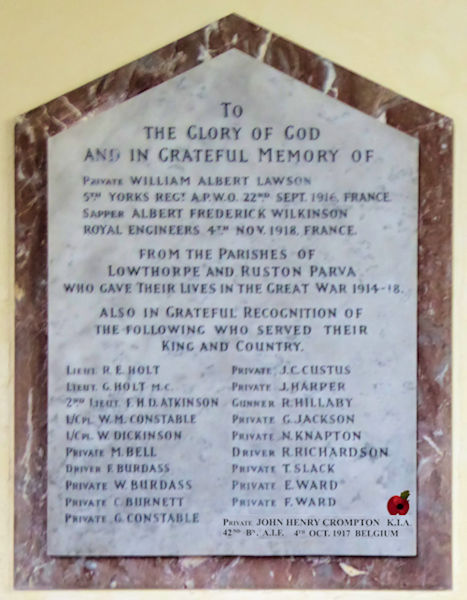 TO
THE GLORY OF GOD
AND IN GRATEFUL MEMORY OF
PRIVATE WILLIAM ALBERT LAWSON
5TH YORKS REGT A.P.W.O. 22ND SEPT. 1916, FRANCE.
SAPPER ALBERT FREDERICK WILKINSON
ROYAL ENGINEERS, 4TH NOV. 1918, FRANCE.
FROM THE PARISHES OF
LOWTHORPE AND RUSTON PARVA
WHO GAVE THEIR LIVES IN THE GREAT WAR 1914-18.
ALSO IN GRATEFUL RECOGNITION OF
THE FOLLOWING WHO SERVED THEIR
KING AND COUNTRY.
LIEUT. R. E. HOLT
LIEUT. G. HOLT M.C.
2ND LIEUT. F. H. D. ATKINSON
L/CPL. W. M. CONSTABLE
L/CPL. W. DICKINSON
PRIVATE M. BELL
DRIVER F. BURDASS
PRIVATE W. BURDASS
PRIVATE C. BURNETT
PRIVATE G. CONSTABLE
PRIVATE J. C. CUSTUS
PRIVATE J. HARPER
GUNNER R. HILLABY
PRIVATE G. JACKSON
PRIVATE N. KNAPTON
DRIVER R. RICHARDSON
PRIVATE T. SLACK
PRIVATE E. WARD
PRIVATE F. WARD
PRIVATE JOHN HENRY CROMPTON K.I.A.
42ND BN. A.I.F. 4TH OCT. 1917 BELGIUM